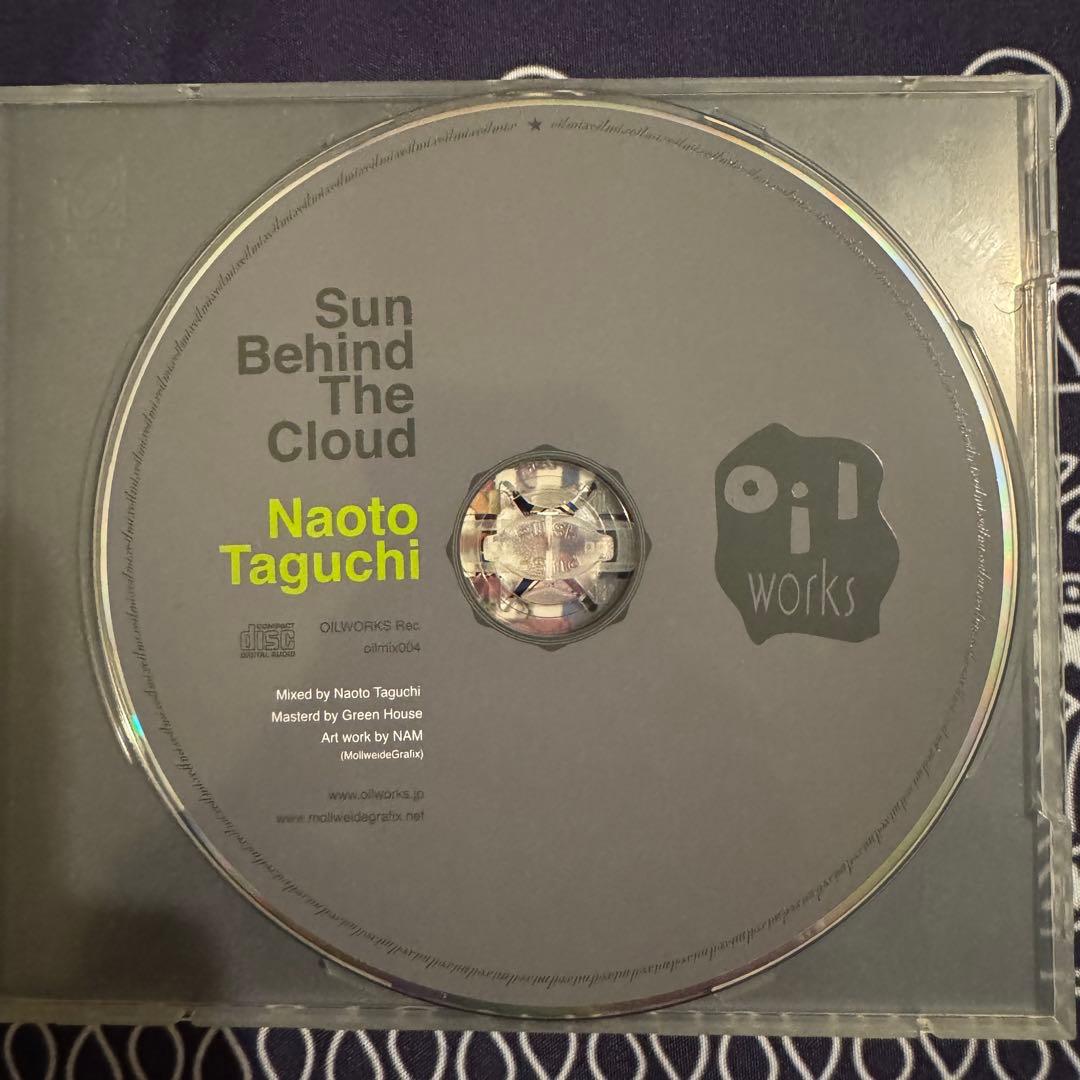 Sun
Behind
The
Cloud
Naoto
Taguchi
COMPACT
disc
DIGITAL AUDIO
OILWORKS Rec.
oilmix004
Mixed by Naoto Taguchi
Masterd by Green House
Art work by NAM
(MollweideGrafix)
www.oilworks.jp
www.mollweidegrafix.net
oil
works